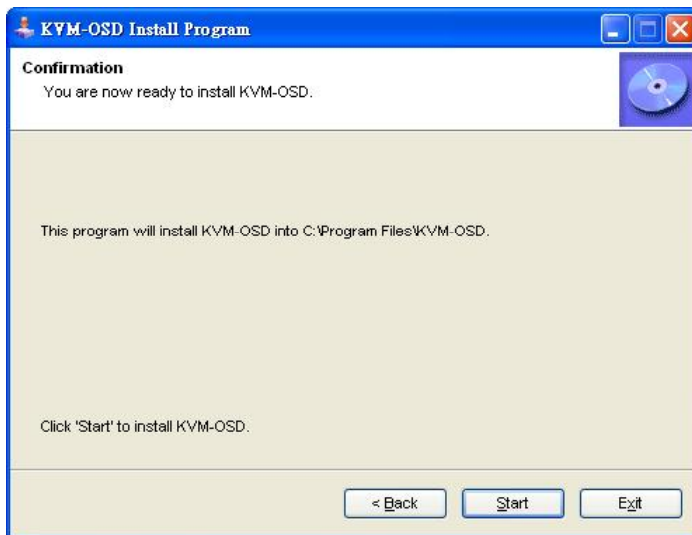 KVM-OSD Install Program
Confirmation
You are now ready to install KVM-OSD.
This program will install KVM-OSD into C:\Program Files\KVM-OSD.
Click 'Start' to install KVM-OSD.
< Back
Start
Exit